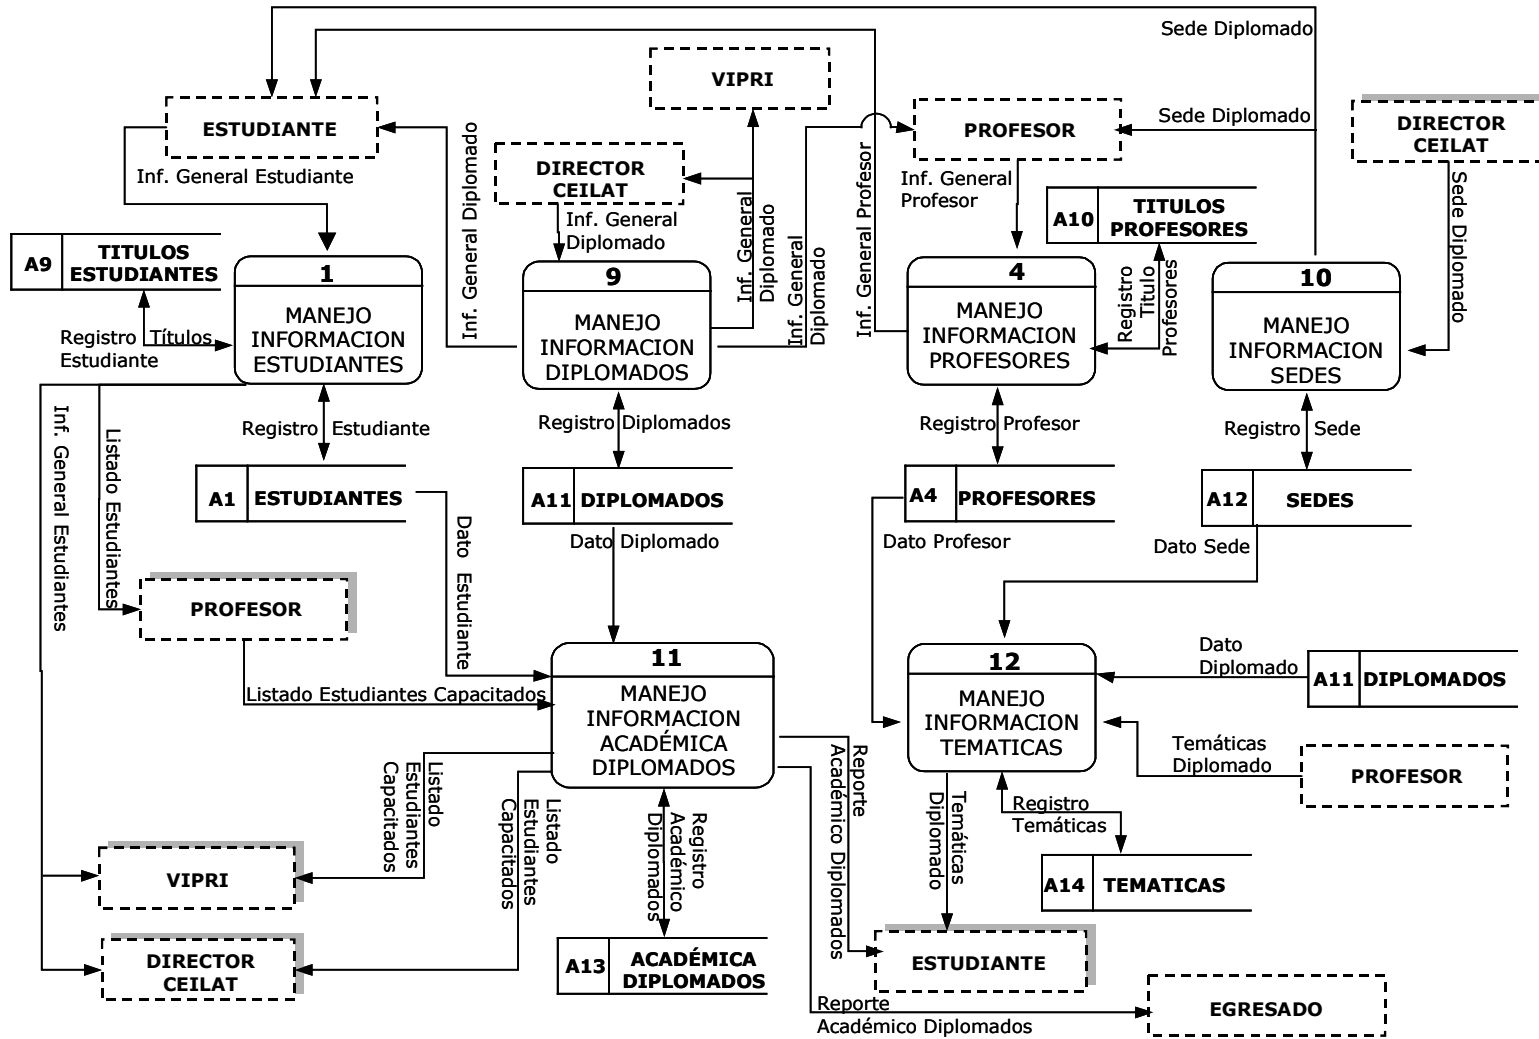 Sede Diplomado
VIPRI
ESTUDIANTE
PROFESOR
Sede Diplomado
DIRECTOR
CEILAT
DIRECTOR
CEILAT
Inf. General Estudiante
Inf. General Diplomado
Inf. General
Diplomado
Inf. General
Diplomado
Inf. General
Diplomado
Inf. General Profesor
Inf. General
Profesor
A10
TITULOS
PROFESORES
Sede Diplomado
A9
TITULOS
ESTUDIANTES
1
MANEJO
INFORMACION
ESTUDIANTES
9
MANEJO
INFORMACION
DIPLOMADOS
4
MANEJO
INFORMACION
PROFESORES
Registro
Titulo
Profesores
10
MANEJO
INFORMACION
SEDES
Registro Títulos
Estudiante
Registro Estudiante
Registro Diplomados
Registro Profesor
Registro Sede
Inf. General Estudiantes
Listado Estudiantes
A1
ESTUDIANTES
A11
DIPLOMADOS
A4
PROFESORES
A12
SEDES
Dato Estudiante
Dato Diplomado
Dato Profesor
Dato Sede
PROFESOR
11
MANEJO
INFORMACION
ACADÉMICA
DIPLOMADOS
12
MANEJO
INFORMACION
TEMATICAS
Dato
Diplomado
A11
DIPLOMADOS
Listado Estudiantes Capacitados
Temáticas
Diplomado
PROFESOR
Listado
Estudiantes
Capacitados
Listado
Estudiantes
Capacitados
Registro
Académico
Diplomados
Reporte
Académico Diplomados
Temáticas
Diplomado
Registro
Temáticas
VIPRI
A14
TEMATICAS
DIRECTOR
CEILAT
A13
ACADÉMICA
DIPLOMADOS
ESTUDIANTE
Reporte
Académico Diplomados
EGRESADO